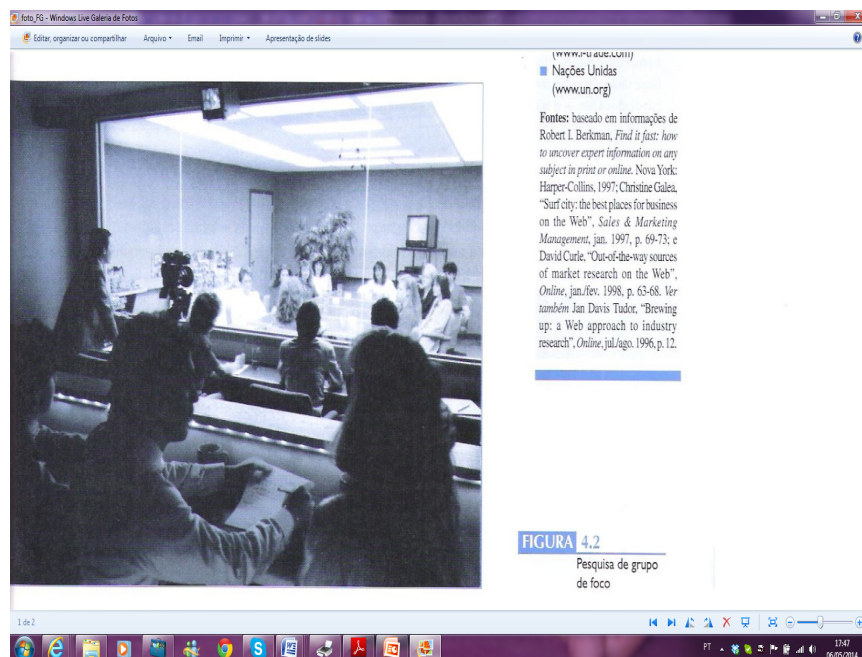 foto_FG - Windows Live Galeria de Fotos
Editar, organizar ou compartilhar Arquivo Email Imprimir Apresentação de slides
(www.i-trade.com)
Nações Unidas
(www.un.org)
Fontes: baseado em informações de
Robert I. Berkman, Find it fast: how
to uncover expert information on any
subject in print or online. Nova York:
Harper-Collins, 1997; Christine Galea,
“Surf city: the best places for business
on the Web”, Sales & Marketing
Management, jan. 1997, p. 69-73; e
David Curle, “Out-of-the-way sources
of market research on the Web”,
Online, jan./fev. 1998, p. 63-68. Ver
também Jan Davis Tudor, “Brewing
up: a Web approach to industry
research”, Online, jul./ago. 1996, p. 12.
FIGURA 4.2
Pesquisa de grupo
de foco
1 de 2
PT
17:47
06/05/2014